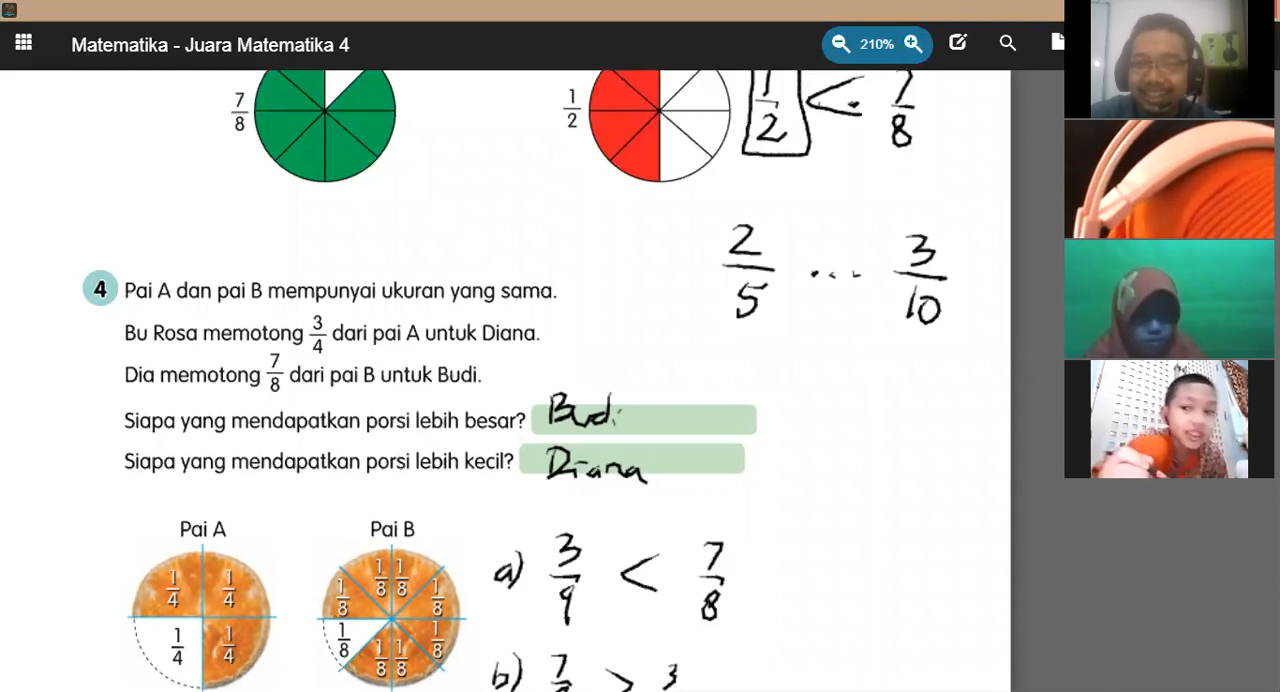 Matematika - Juara Matematika 4
210%
7/8
1/2
1/2 < 7/8
2/5 ... 3/10
4 Pai A dan pai B mempunyai ukuran yang sama.
Bu Rosa memotong 3/4 dari pai A untuk Diana.
Dia memotong 7/8 dari pai B untuk Budi.
Siapa yang mendapatkan porsi lebih besar? Budi
Siapa yang mendapatkan porsi lebih kecil? Diana
Pai A
Pai B
1/4 1/4
1/4 1/4
1/8 1/8
1/8 1/8
1/8 1/8
1/8 1/8
a) 3/9 < 7/8
b) 7 > 3